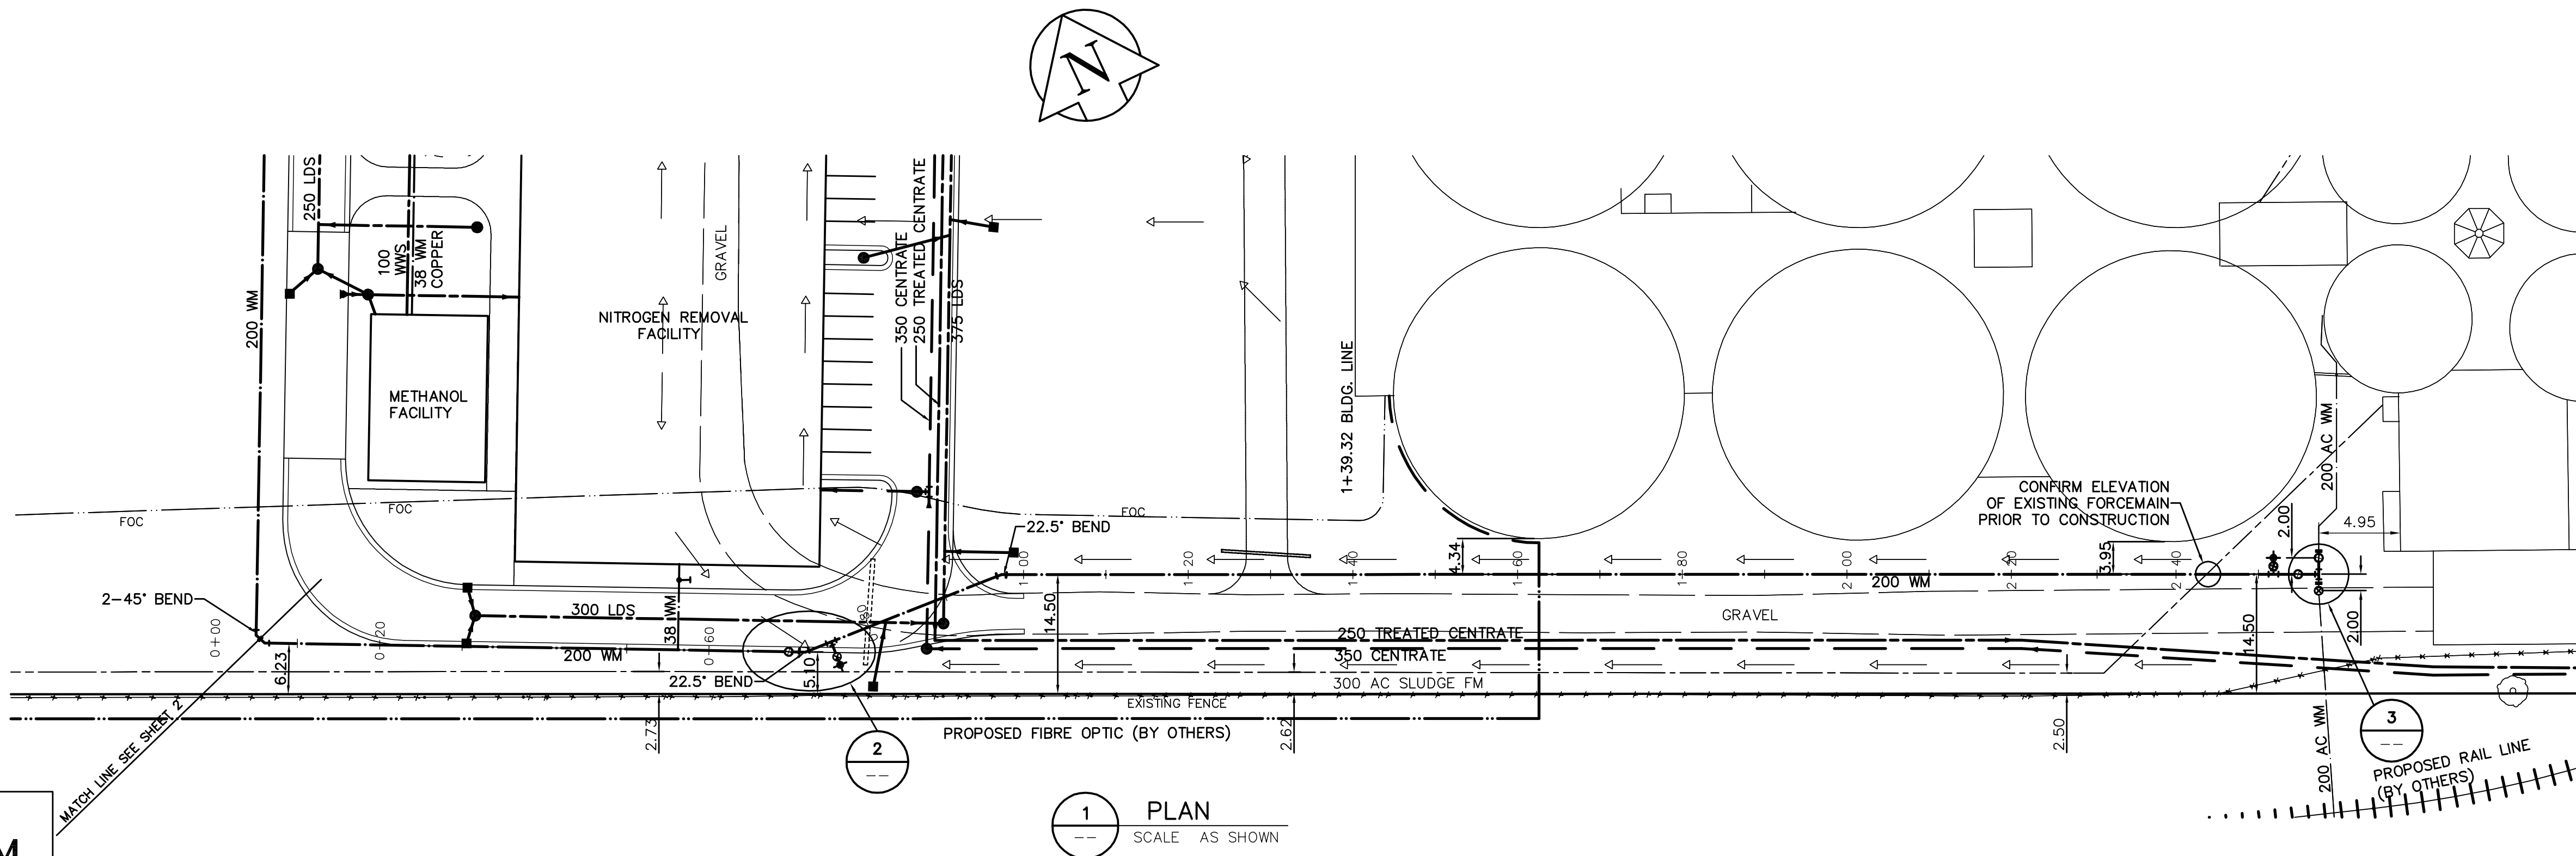 N
250 LDS
100
WWS
38 WM
COPPER
200 WM
NITROGEN REMOVAL
FACILITY
GRAVEL
350 CENTRATE
250 TREATED CENTRATE
375 LDS
METHANOL
FACILITY
1+39.32 BLDG. LINE
200 AC WM
CONFIRM ELEVATION
OF EXISTING FORCEMAIN
PRIOR TO CONSTRUCTION
FOC
FOC
FOC
22.5° BEND
4.34
3.95
2.00
4.95
2-45° BEND
0+00
0+20
0+60
1+00
1+20
1+40
1+60
1+80
2+00
2+20
2+40
300 LDS
38 WM
200 WM
200 WM
14.50
14.50
2.00
GRAVEL
6.23
22.5° BEND
5.10
250 TREATED CENTRATE
350 CENTRATE
300 AC SLUDGE FM
EXISTING FENCE
PROPOSED FIBRE OPTIC (BY OTHERS)
2.73
2.62
2.50
MATCH LINE SEE SHEET 2
2
--
3
--
200 AC WM
PROPOSED RAIL LINE
(BY OTHERS)
1
--
PLAN
SCALE AS SHOWN
M